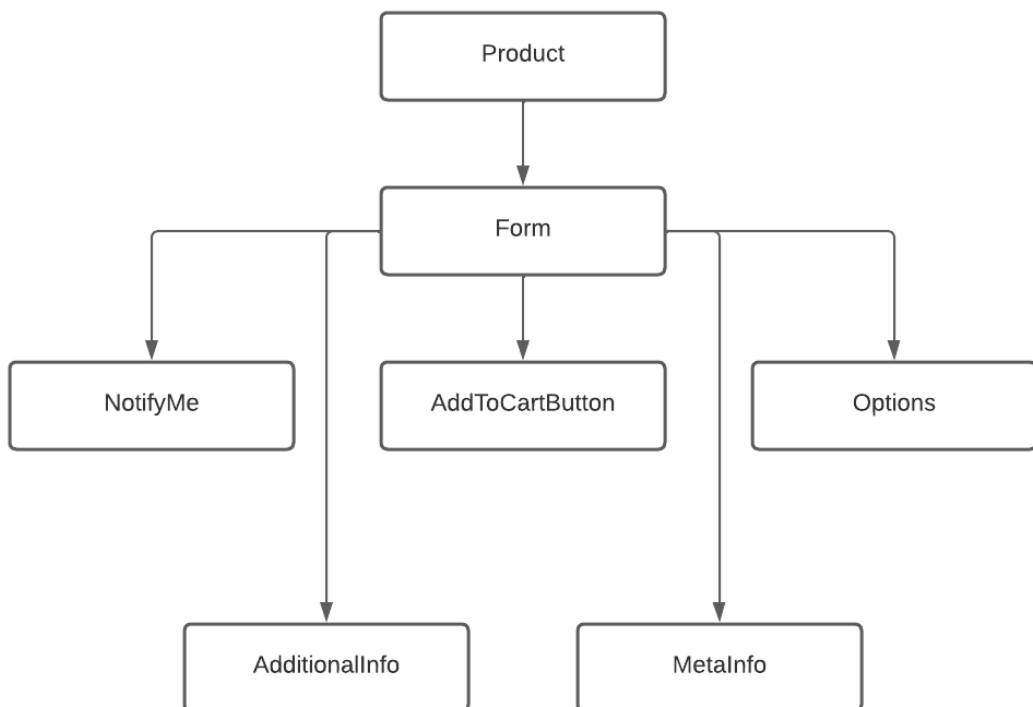 Product
Form
NotifyMe
AddToCartButton
Options
AdditionalInfo
MetaInfo